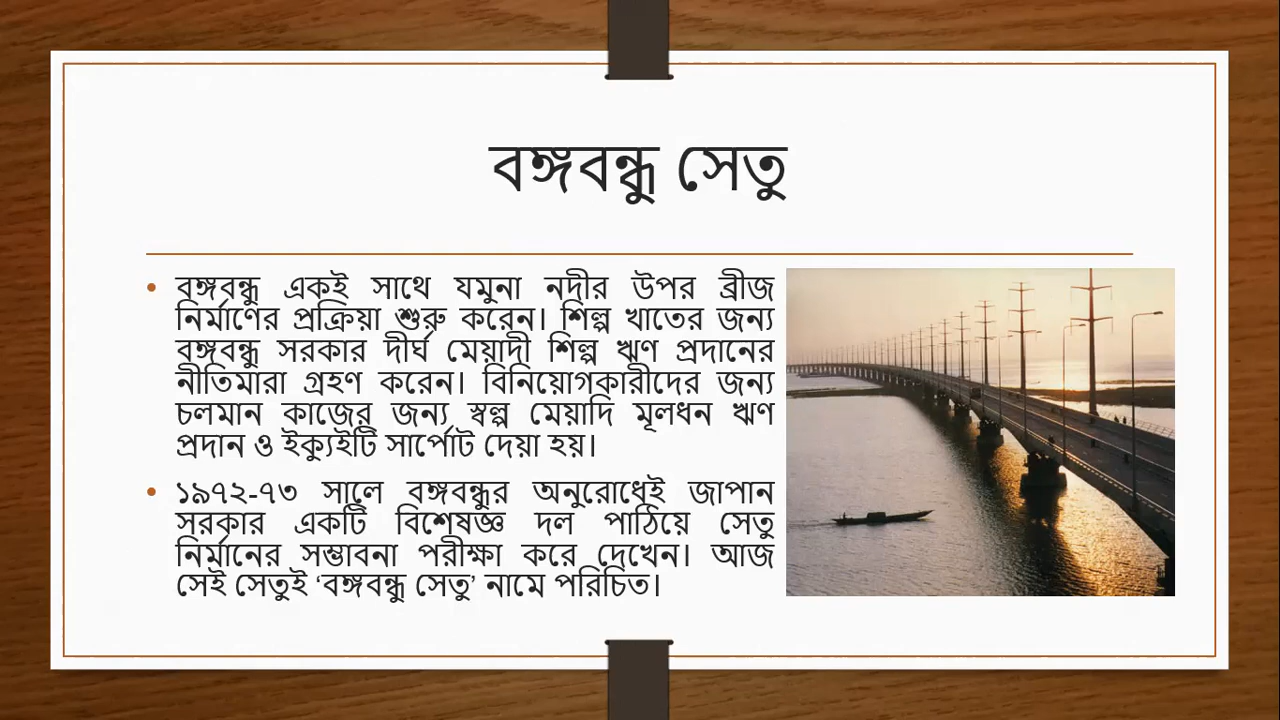 বঙ্গবন্ধু সেতু
• বঙ্গবন্ধু একই সাথে যমুনা নদীর উপর ব্রীজ
নির্মাণের প্রক্রিয়া শুরু করেন। শিল্প খাতের জন্য
বঙ্গবন্ধু সরকার দীর্ঘ মেয়াদী শিল্প ঋণ প্রদানের
নীতিমারা গ্রহণ করেন। বিনিয়োগকারীদের জন্য
চলমান কাজের জন্য স্বল্প মেয়াদি মূলধন ঋণ
প্রদান ও ইক্যুইটি সার্পোট দেয়া হয়।
• ১৯৭২-৭৩ সালে বঙ্গবন্ধুর অনুরোধেই জাপান
সরকার একটি বিশেষজ্ঞ দল পাঠিয়ে সেতু
নির্মানের সম্ভাবনা পরীক্ষা করে দেখেন। আজ
সেই সেতুই ‘বঙ্গবন্ধু সেতু’ নামে পরিচিত।